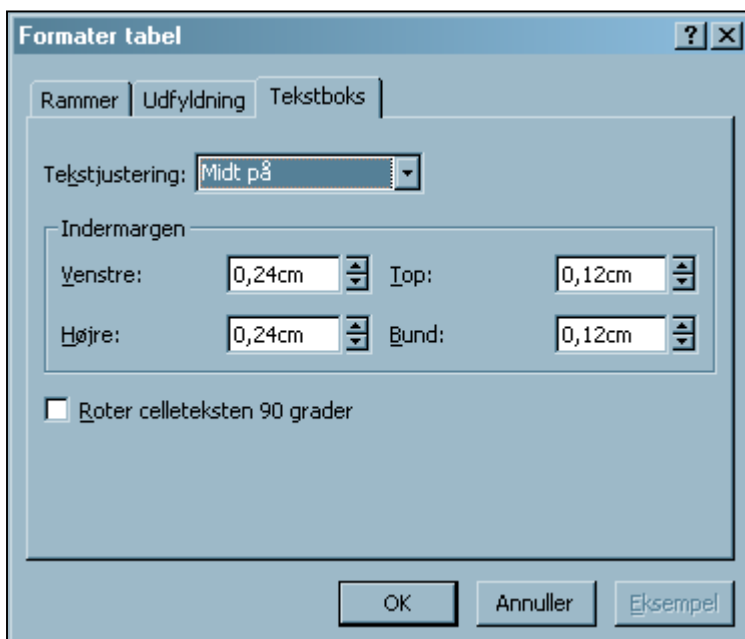 Formater tabel
Rammer Udfyldning Tekstboks
Tekstjustering: Midt på
Indermargen
Venstre: 0,24cm Top: 0,12cm
Højre: 0,24cm Bund: 0,12cm
Roter celleteksten 90 grader
OK Annuller Eksempel